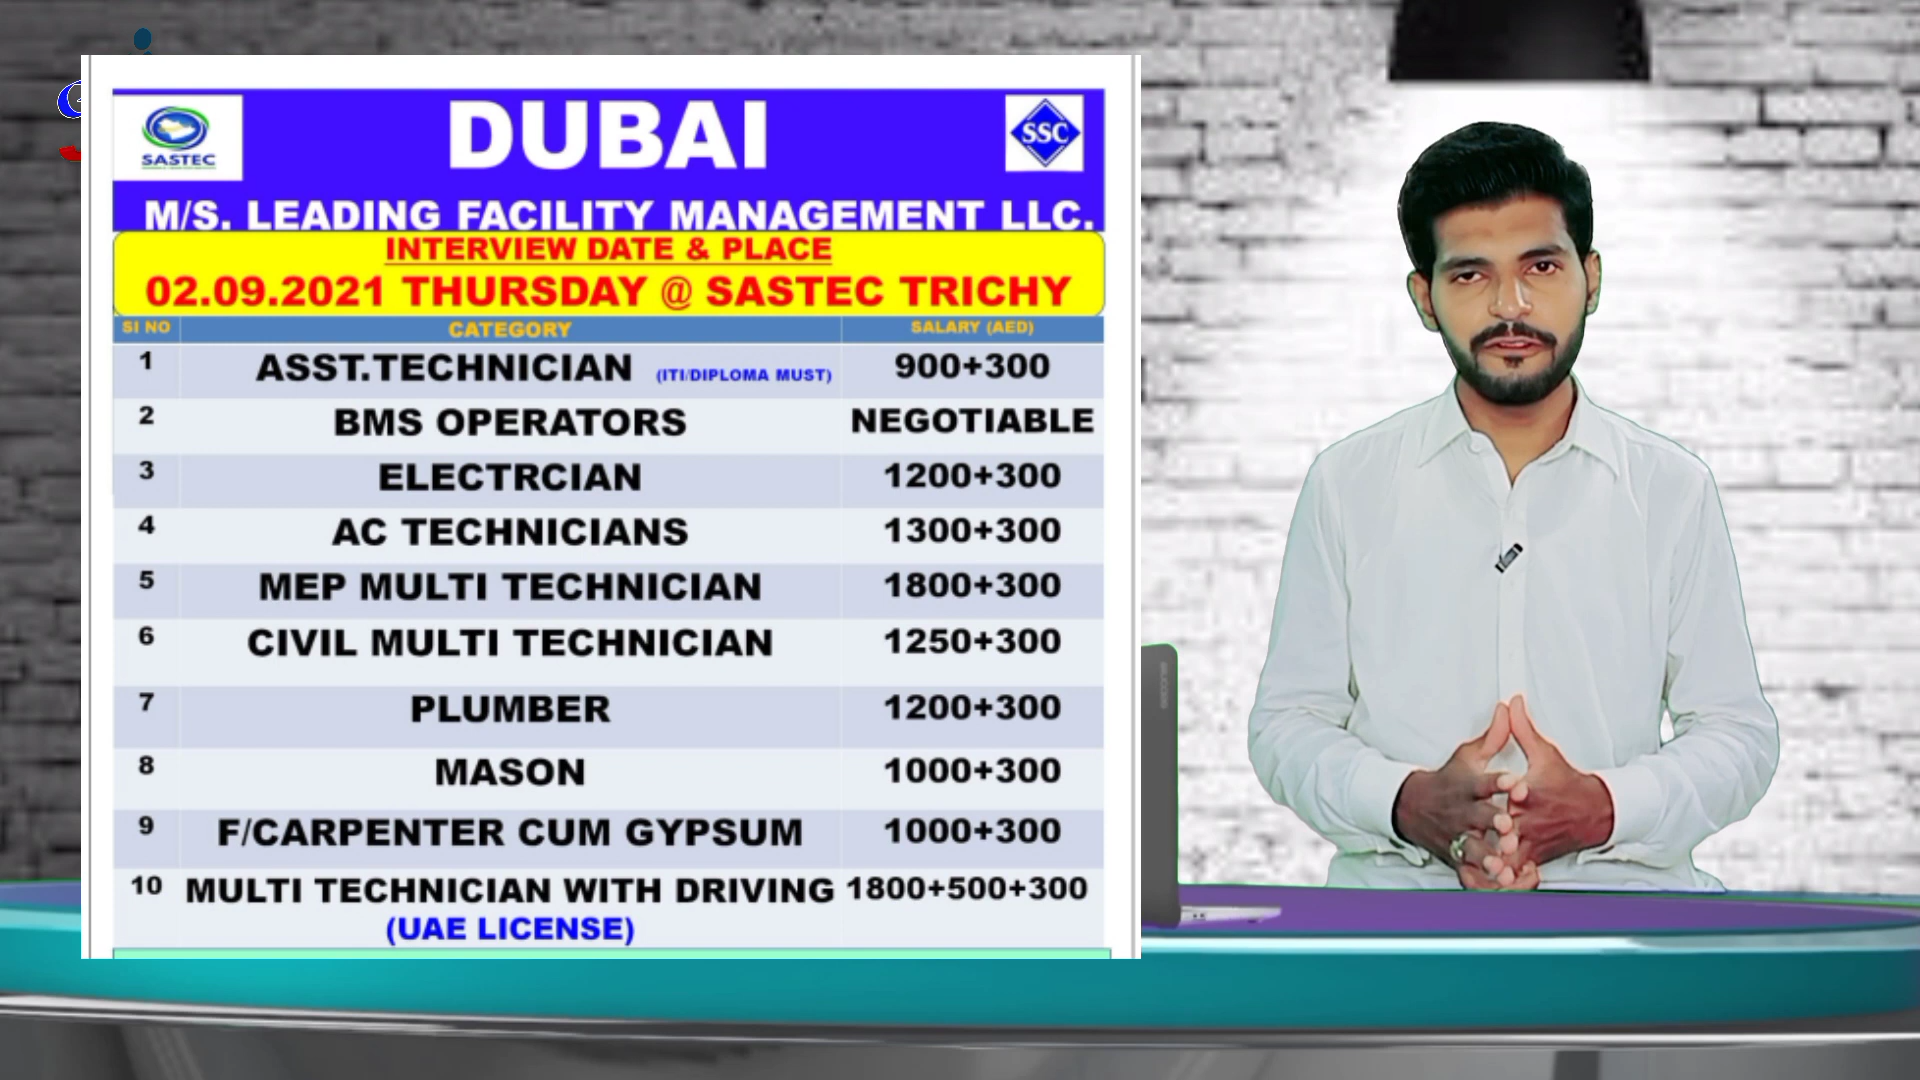 DUBAI
SASTEC
SSC
M/S. LEADING FACILITY MANAGEMENT LLC.
INTERVIEW DATE & PLACE
02.09.2021 THURSDAY @ SASTEC TRICHY
SI NO CATEGORY SALARY (AED)
1 ASST.TECHNICIAN (ITI/DIPLOMA MUST) 900+300
2 BMS OPERATORS NEGOTIABLE
3 ELECTRCIAN 1200+300
4 AC TECHNICIANS 1300+300
5 MEP MULTI TECHNICIAN 1800+300
6 CIVIL MULTI TECHNICIAN 1250+300
7 PLUMBER 1200+300
8 MASON 1000+300
9 F/CARPENTER CUM GYPSUM 1000+300
10 MULTI TECHNICIAN WITH DRIVING 1800+500+300
(UAE LICENSE)